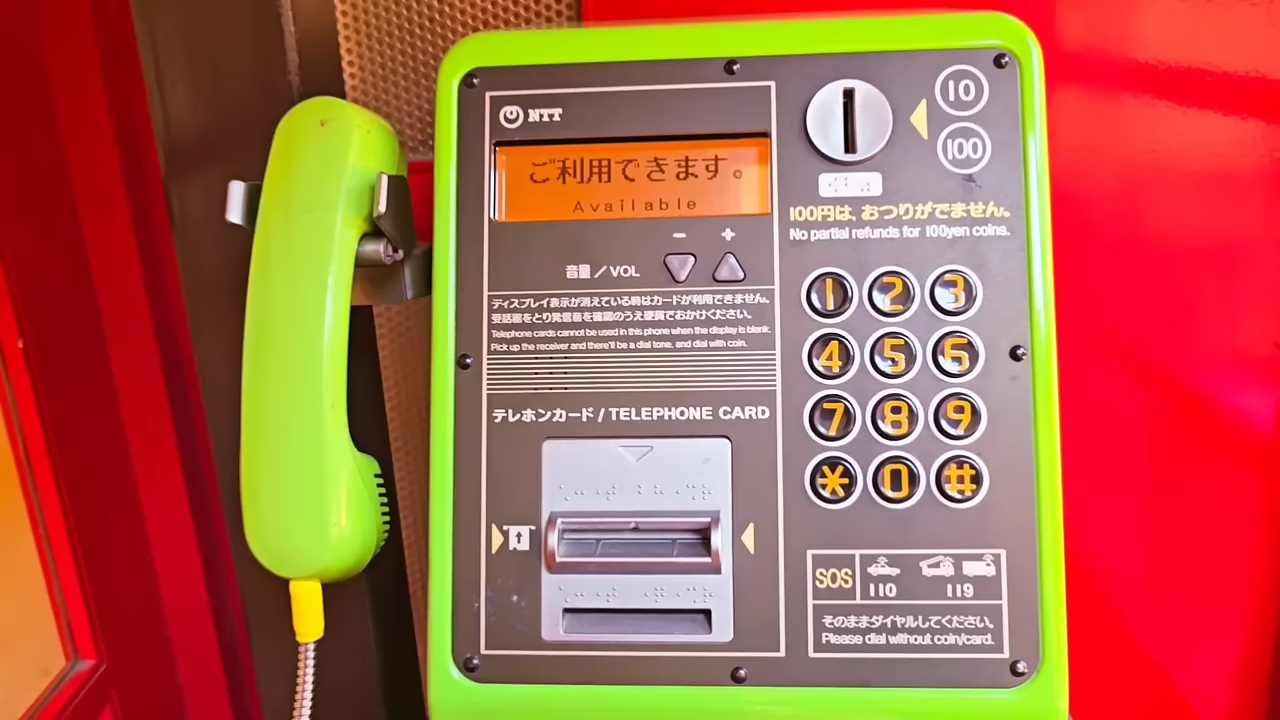 NTT
ご利用できます。
Available
- +
音量／VOL
ディスプレイ表示が消えている時はカードが利用できません。
受話器をとり発信音を確認のうえ硬貨でおかけください。
Telephone cards cannot be used in this phone when the display is blank.
Pick up the receiver and there'll be a dial tone, and dial with coin.
テレホンカード / TELEPHONE CARD
10
100
100円は、おつりがでません。
No partial refunds for 100yen coins.
1 2 3
4 5 6
7 8 9
* 0 #
SOS 110 119
そのままダイヤルしてください。
Please dial without coin/card.